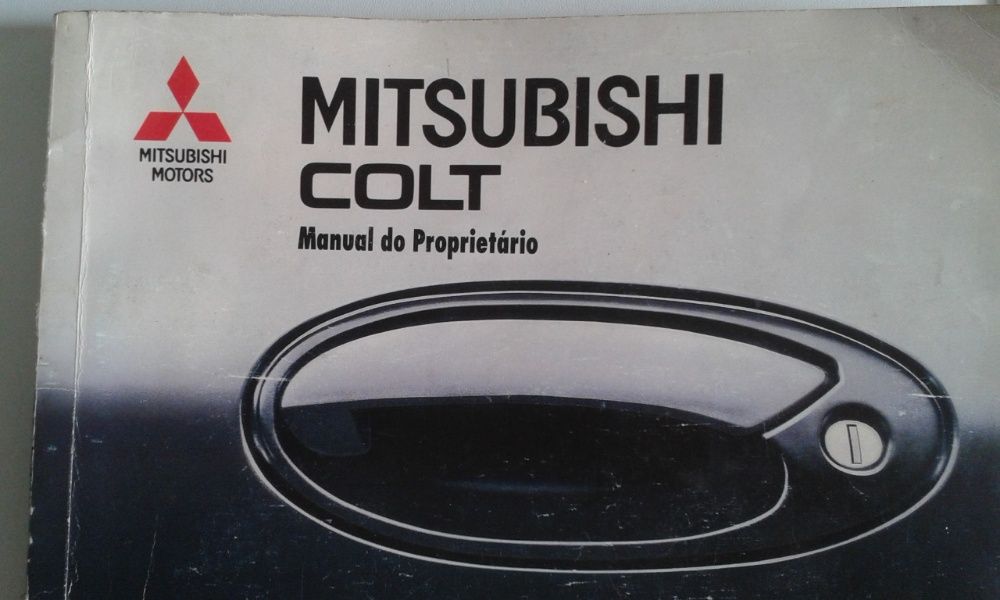 MITSUBISHI
MOTORS
MITSUBISHI
COLT
Manual do Proprietário